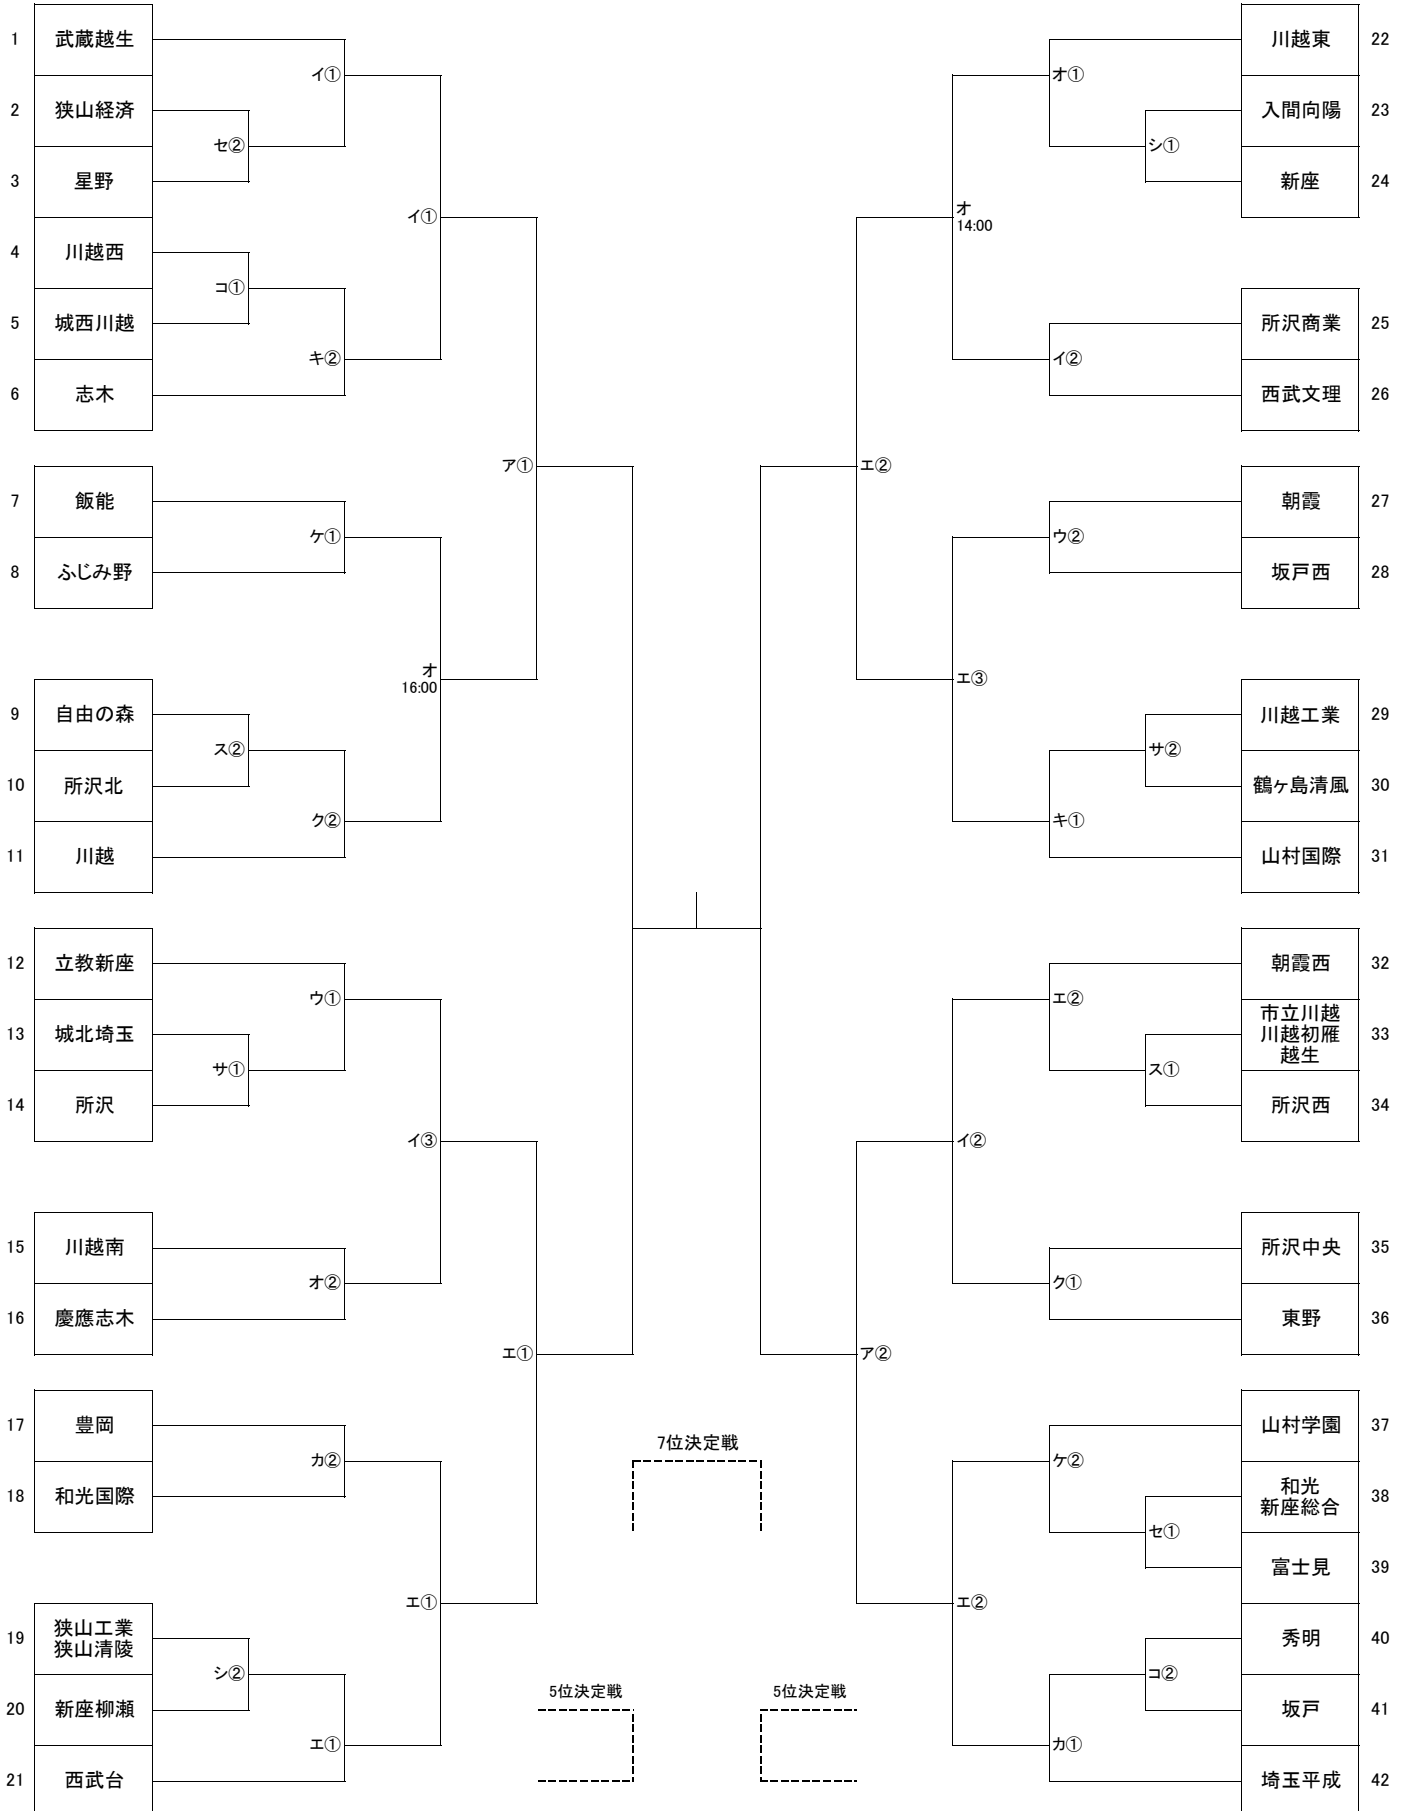 1 武蔵越生
イ①
2 狭山経済
セ②
3 星野
イ①
4 川越西
コ①
5 城西川越
キ②
6 志木
ア①
7 飯能
ケ①
8 ふじみ野
オ
16:00
9 自由の森
ス②
10 所沢北
ク②
11 川越
12 立教新座
ウ①
13 城北埼玉
サ①
14 所沢
イ③
15 川越南
オ②
16 慶應志木
エ①
17 豊岡
カ②
18 和光国際
エ①
19 狭山工業
狭山清陵
シ②
20 新座柳瀬
エ①
21 西武台
7位決定戦
5位決定戦
5位決定戦
川越東 22
オ①
入間向陽 23
シ①
新座 24
オ
14:00
所沢商業 25
イ②
西武文理 26
エ②
朝霞 27
ウ②
坂戸西 28
エ③
川越工業 29
サ②
鶴ヶ島清風 30
キ①
山村国際 31
朝霞西 32
エ②
市立川越
川越初雁 33
越生
ス①
所沢西 34
イ②
所沢中央 35
ク①
東野 36
ア②
山村学園 37
ケ②
和光
新座総合 38
セ①
富士見 39
エ②
秀明 40
コ②
坂戸 41
カ①
埼玉平成 42